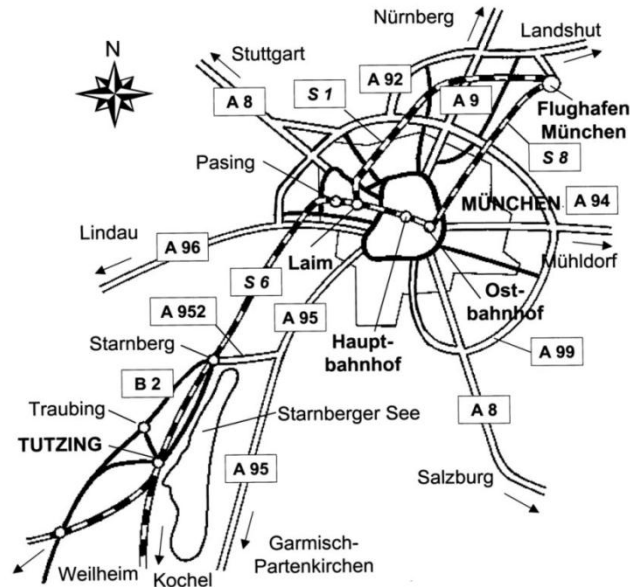 Nürnberg
N
Landshut
Stuttgart
A 92
S 1
A 9
A 8
Flughafen
München
Pasing
S 8
MÜNCHEN
A 94
Lindau
A 96
Laim
Mühldorf
S 6
Ost-
bahnhof
A 952
A 95
Starnberg
Haupt-
bahnhof
A 99
B 2
Traubing
Starnberger See
A 8
TUTZING
A 95
Salzburg
Garmisch-
Partenkirchen
Weilheim
Kochel